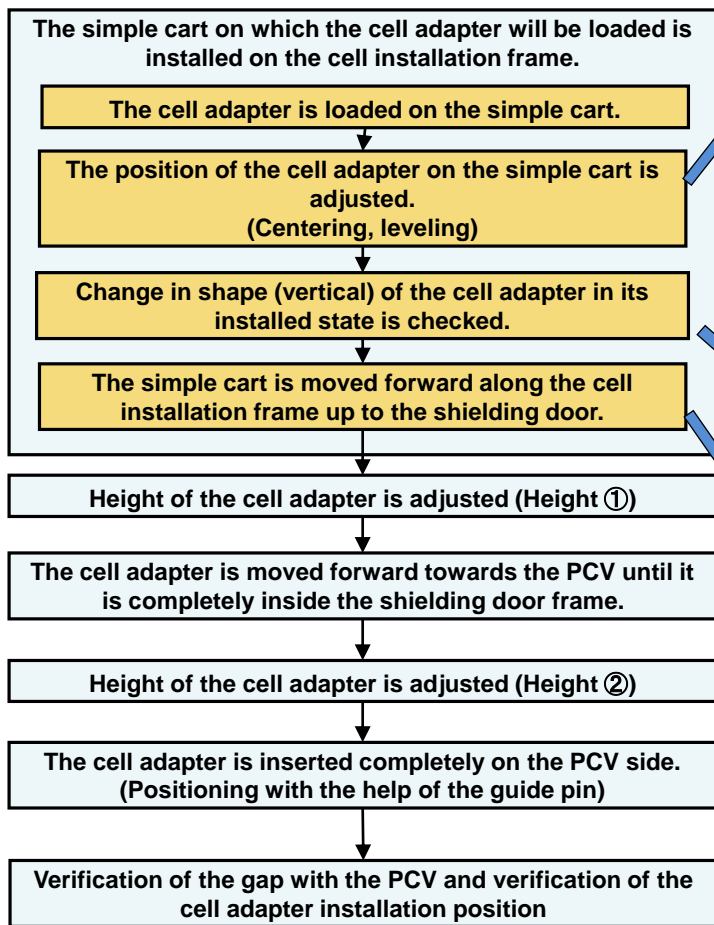 The simple cart on which the cell adapter will be loaded is
installed on the cell installation frame.
The cell adapter is loaded on the simple cart.
The position of the cell adapter on the simple cart is
adjusted.
(Centering, leveling)
Change in shape (vertical) of the cell adapter in its
installed state is checked.
The simple cart is moved forward along the cell
installation frame up to the shielding door.
Height of the cell adapter is adjusted (Height ①)
The cell adapter is moved forward towards the PCV until it
is completely inside the shielding door frame.
Height of the cell adapter is adjusted (Height ②)
The cell adapter is inserted completely on the PCV side.
(Positioning with the help of the guide pin)
Verification of the gap with the PCV and verification of the
cell adapter installation position